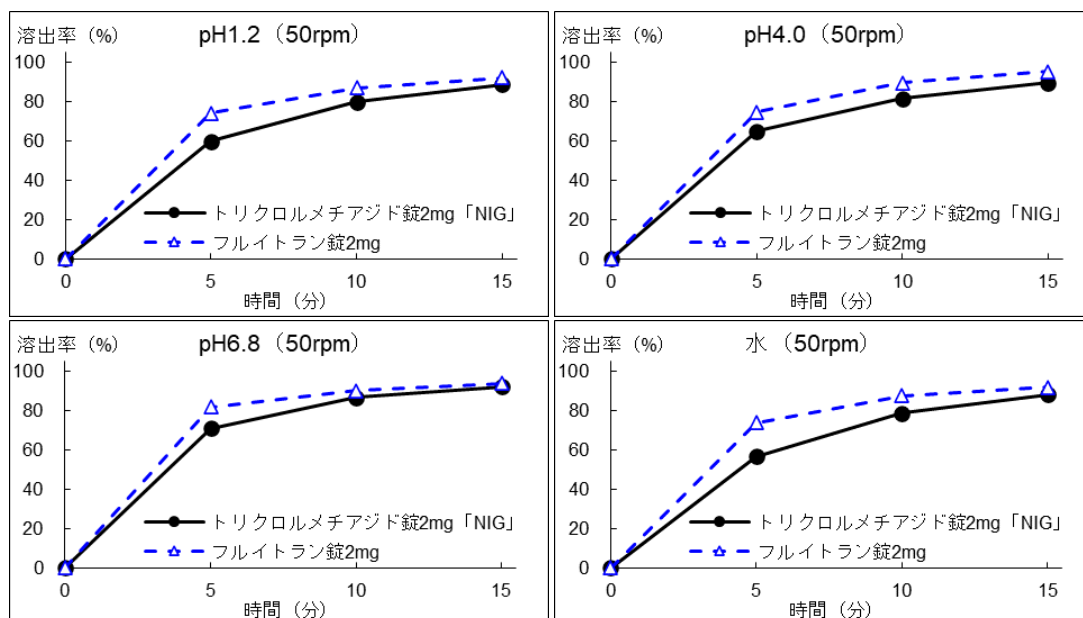 溶出率（%） pH1.2（50rpm）
100
80
60
40
20
0
トリクロルメチアジド錠2mg「NIG」
フルイトラン錠2mg
0 5 10 15
時間（分）
溶出率（%） pH4.0（50rpm）
100
80
60
40
20
0
トリクロルメチアジド錠2mg「NIG」
フルイトラン錠2mg
0 5 10 15
時間（分）
溶出率（%） pH6.8（50rpm）
100
80
60
40
20
0
トリクロルメチアジド錠2mg「NIG」
フルイトラン錠2mg
0 5 10 15
時間（分）
溶出率（%） 水（50rpm）
100
80
60
40
20
0
トリクロルメチアジド錠2mg「NIG」
フルイトラン錠2mg
0 5 10 15
時間（分）